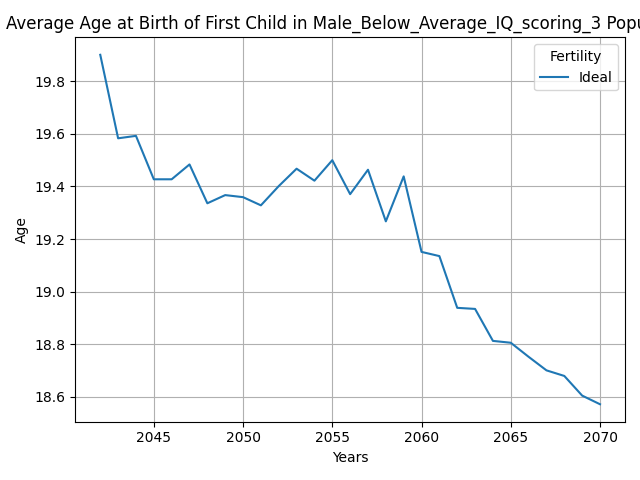 Average Age at Birth of First Child in Male_Below_Average_IQ_scoring_3
Fertility
Ideal
19.8
19.6
19.4
19.2
19.0
18.8
18.6
Age
2045 2050 2055 2060 2065 2070
Years